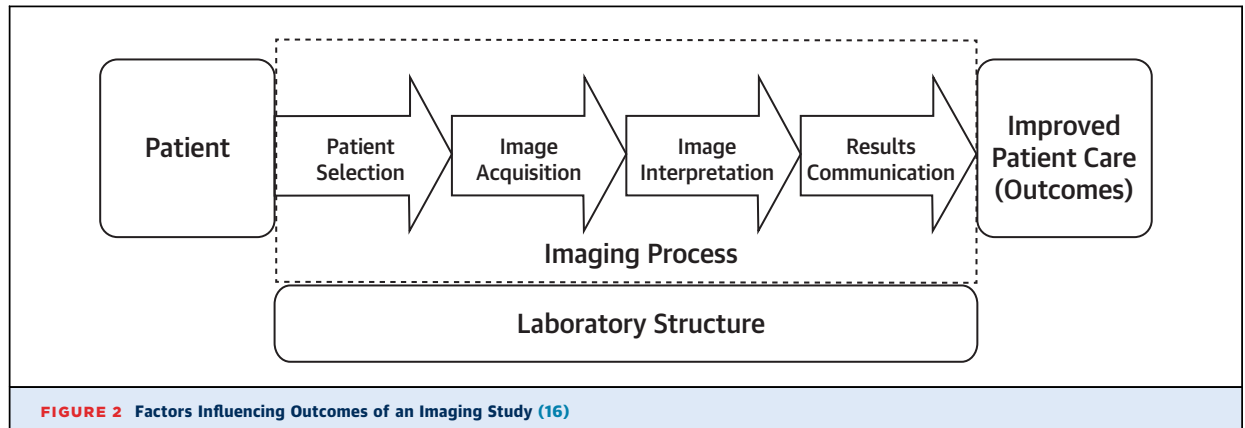 Patient
Patient
Selection
Image
Acquisition
Image
Interpretation
Results
Communication
Improved
Patient Care
(Outcomes)
Imaging Process
Laboratory Structure
FIGURE 2 Factors Influencing Outcomes of an Imaging Study (16)